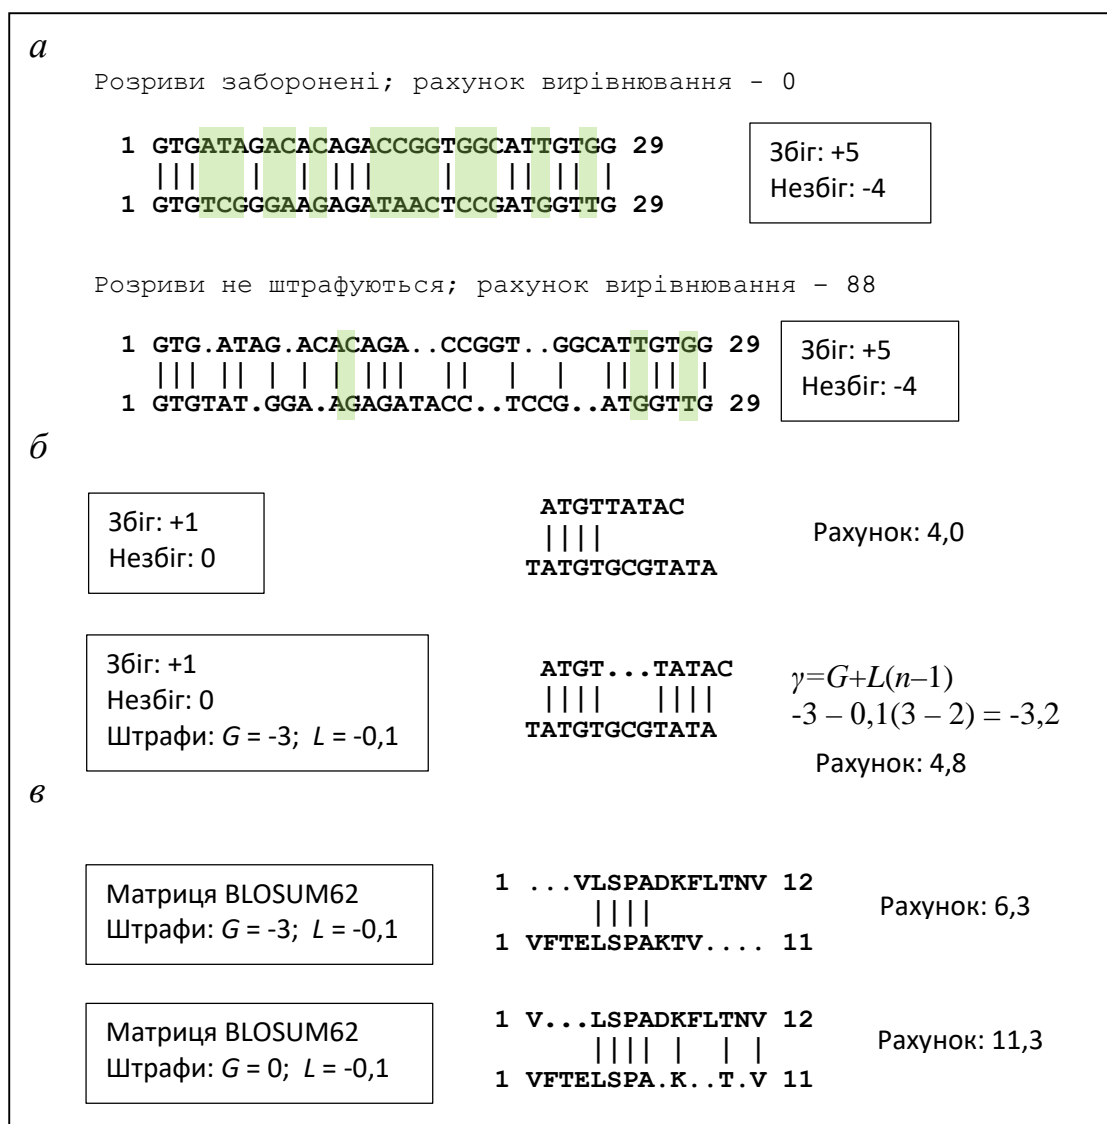 а
Розриви заборонені; рахунок вирівнювання - 0
1 GTGATAGACACAGACCGGTGGCATTGTGG 29
||| | | ||| | || || |
1 GTGTCGGGAAGAGATAACTCCGATGGTTG 29
Збіг: +5
Незбіг: -4
Розриви не штрафуються; рахунок вирівнювання – 88
1 GTG.ATAG.ACACAGA..CCGGT..GGCATTGTGG 29
||| || | | | ||| || | | || || |
1 GTGTAT.GGA.AGAGATACC..TCCG..ATGGTTG 29
Збіг: +5
Незбіг: -4
б
Збіг: +1
Незбіг: 0
ATGTTATAC
||||
TATGTGCGTATA
Рахунок: 4,0
Збіг: +1
Незбіг: 0
Штрафи: G = -3; L = -0,1
ATGT...TATAC
|||| ||||
TATGTGCGTATA
γ=G+L(n–1)
-3 – 0,1(3 – 2) = -3,2
Рахунок: 4,8
в
Матриця BLOSUM62
Штрафи: G = -3; L = -0,1
1 ...VLSPADKFLTNV 12
||||
1 VFTELSPAKTV.... 11
Рахунок: 6,3
Матриця BLOSUM62
Штрафи: G = 0; L = -0,1
1 V...LSPADKFLTNV 12
|||| | | |
1 VFTELSPA.K..T.V 11
Рахунок: 11,3